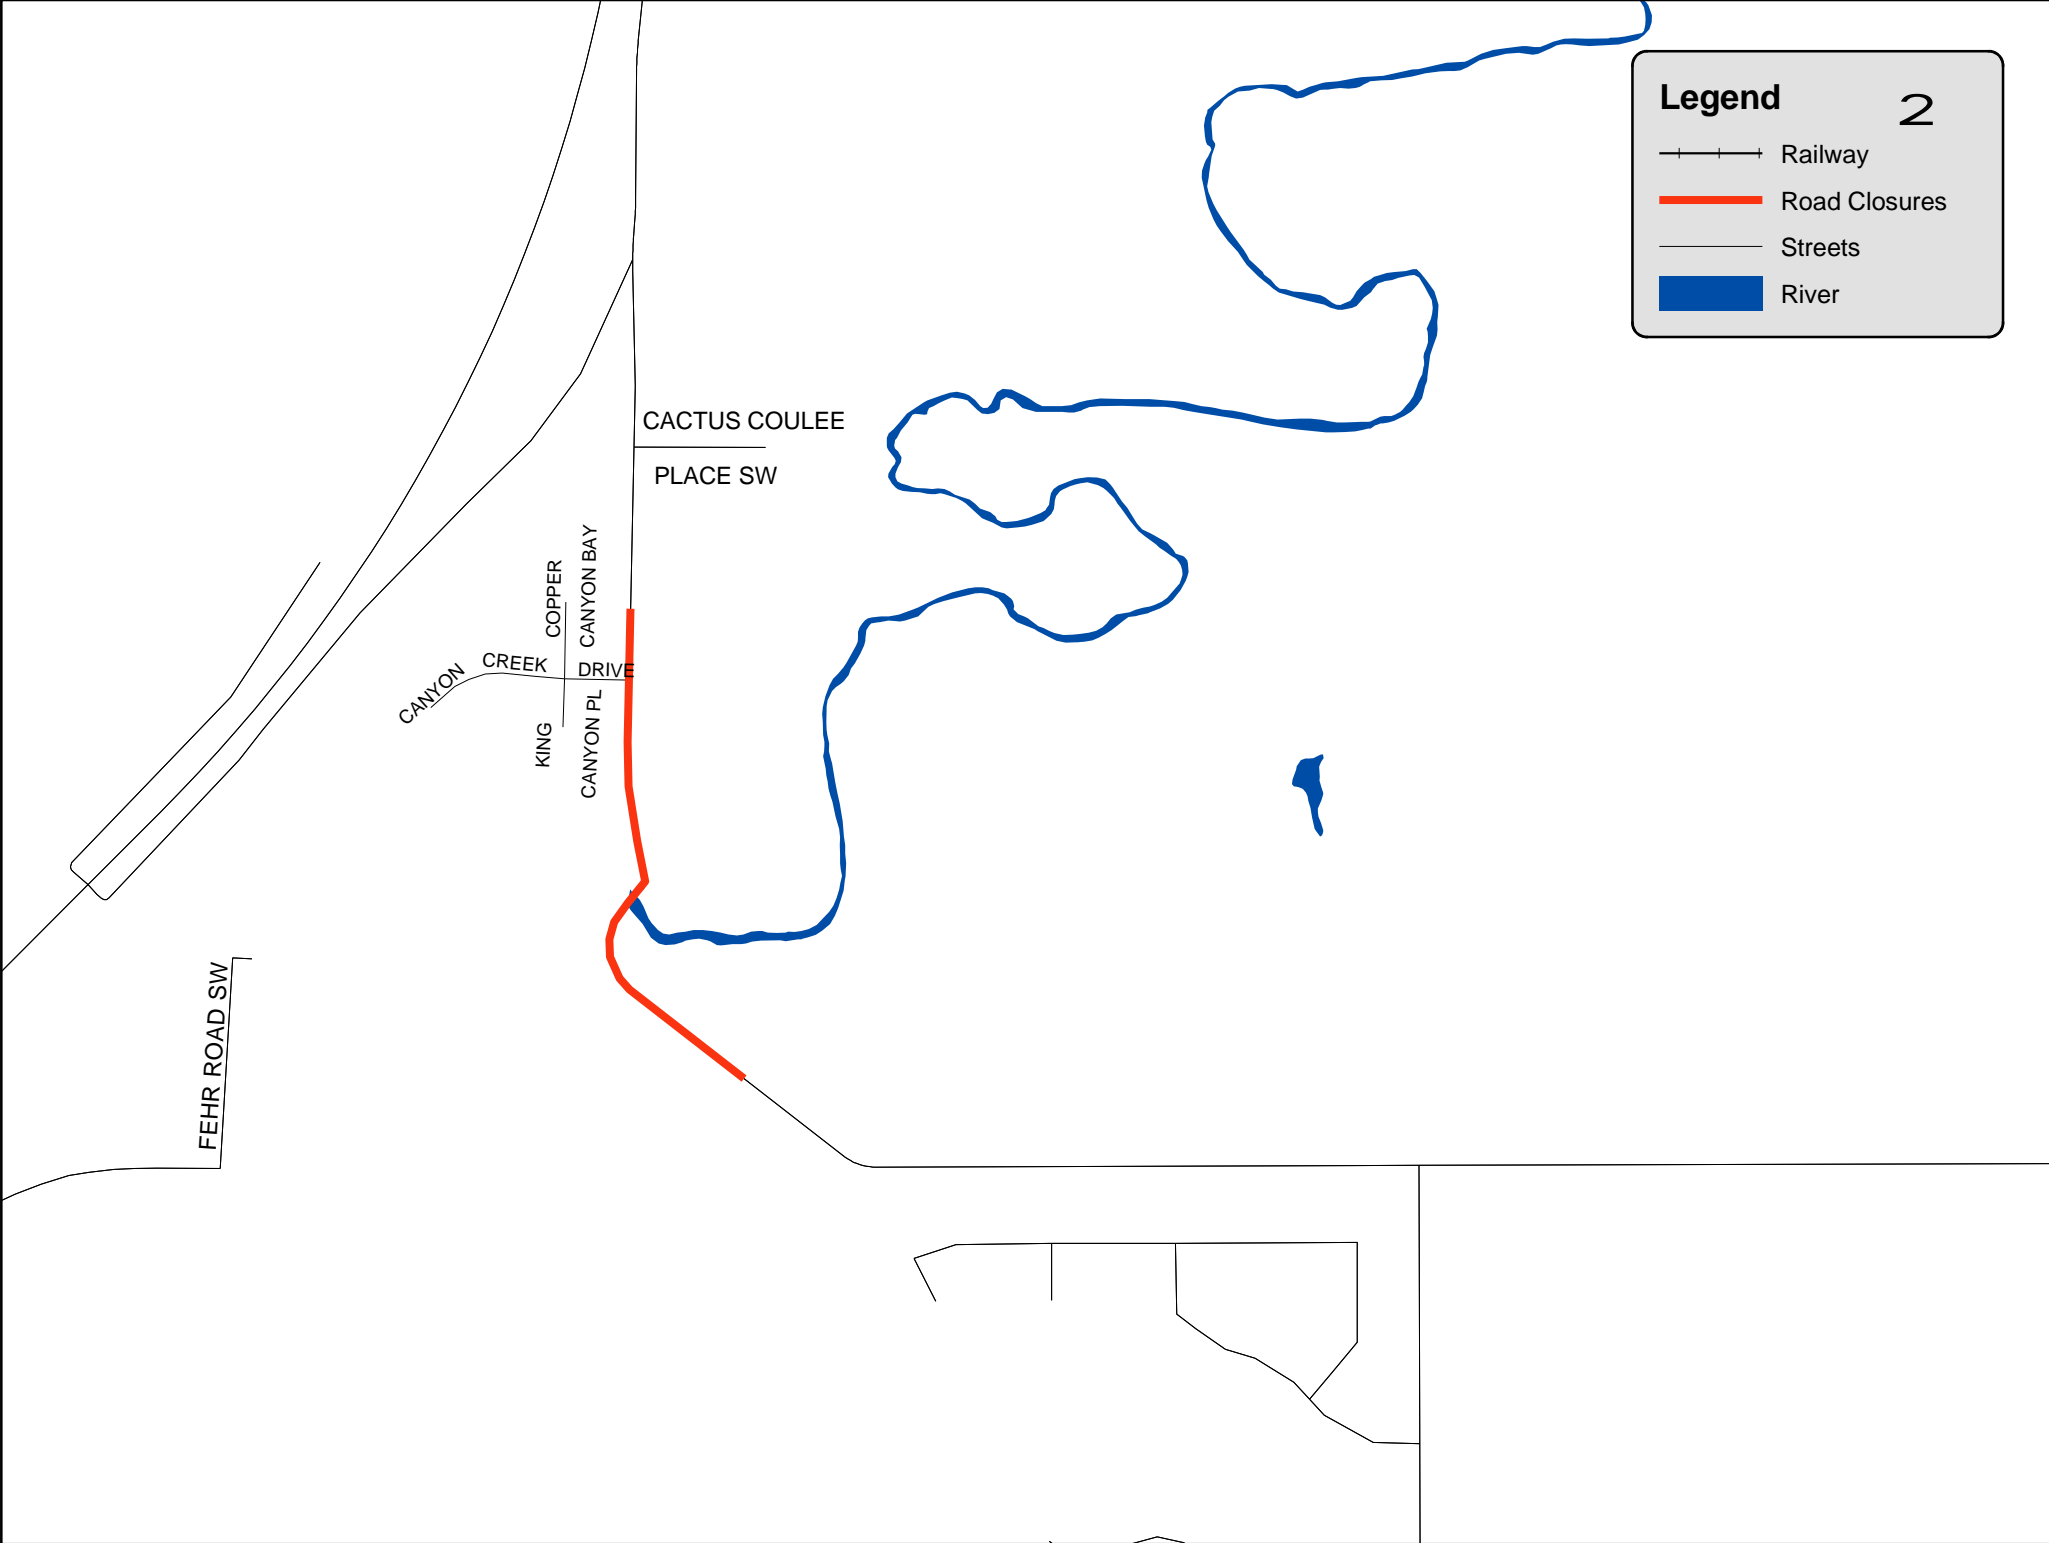 Legend
2
Railway
Road Closures
Streets
River
CACTUS COULEE
PLACE SW
COPPER
CANYON BAY
CANYON CREEK DRIVE
KING
CANYON PL
FEHR ROAD SW